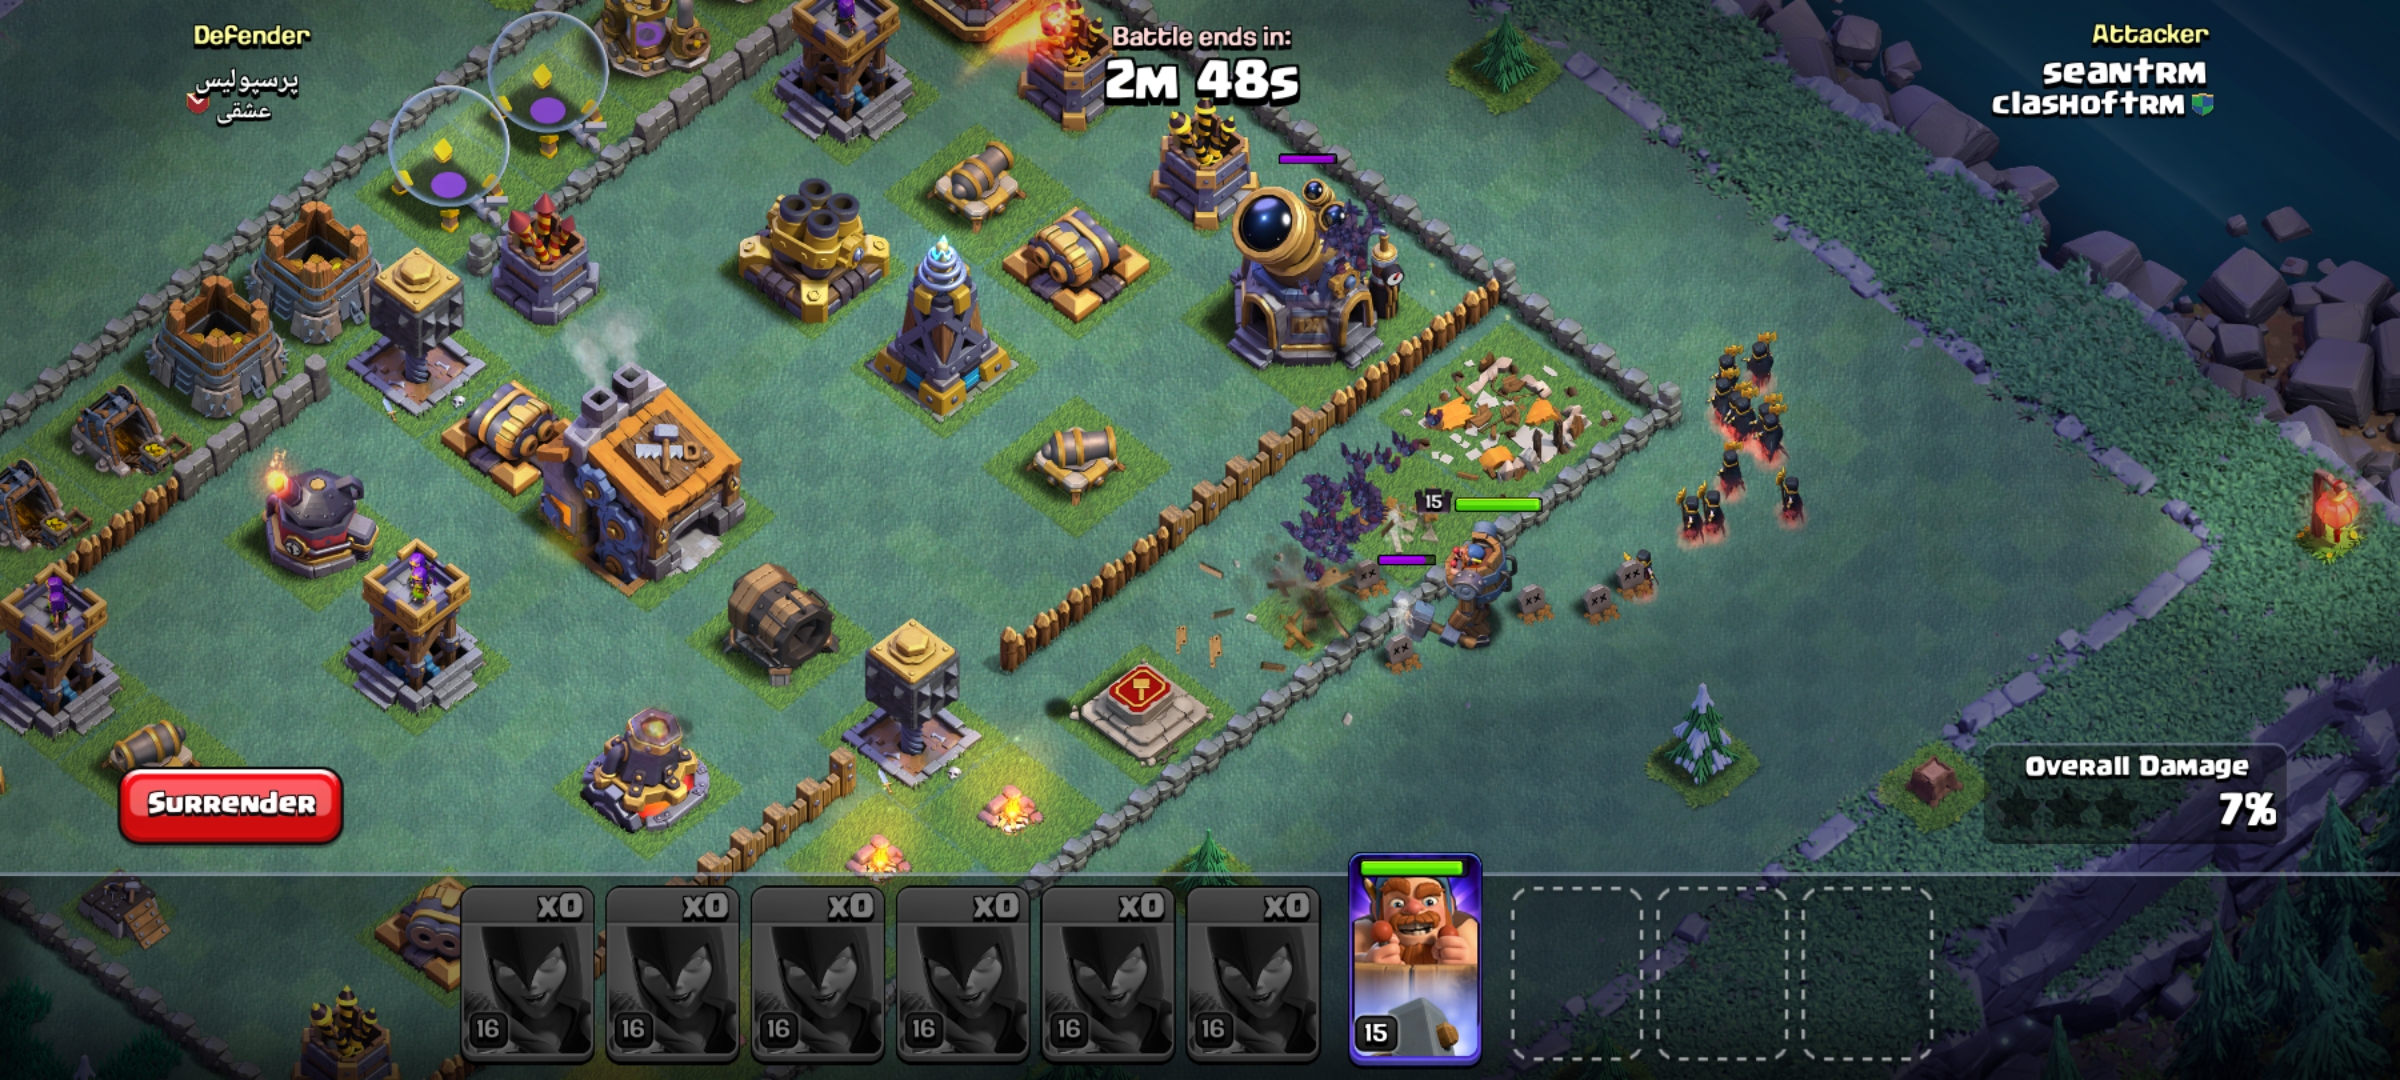 Defender
پرسپولیس
عشقی
Battle ends in:
2M 48s
Attacker
seantRM
clashoftRM
15
Surrender
Overall Damage
7%
x0
x0
x0
x0
x0
x0
16
16
16
16
16
16
15